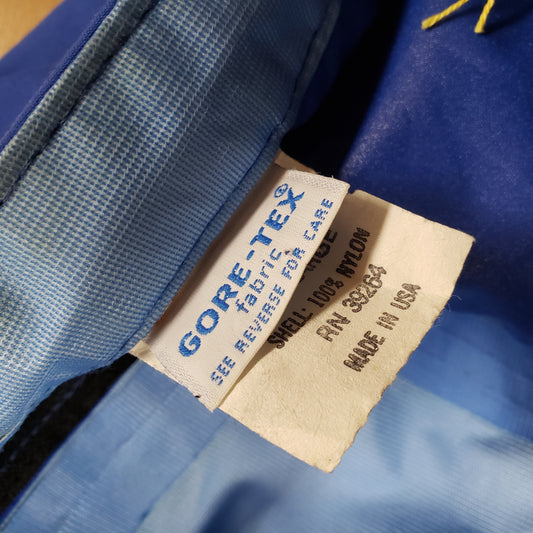 GORE-TEX®
fabric
SEE REVERSE FOR CARE
SHELL: 100% NYLON
RN 39264
MADE IN USA